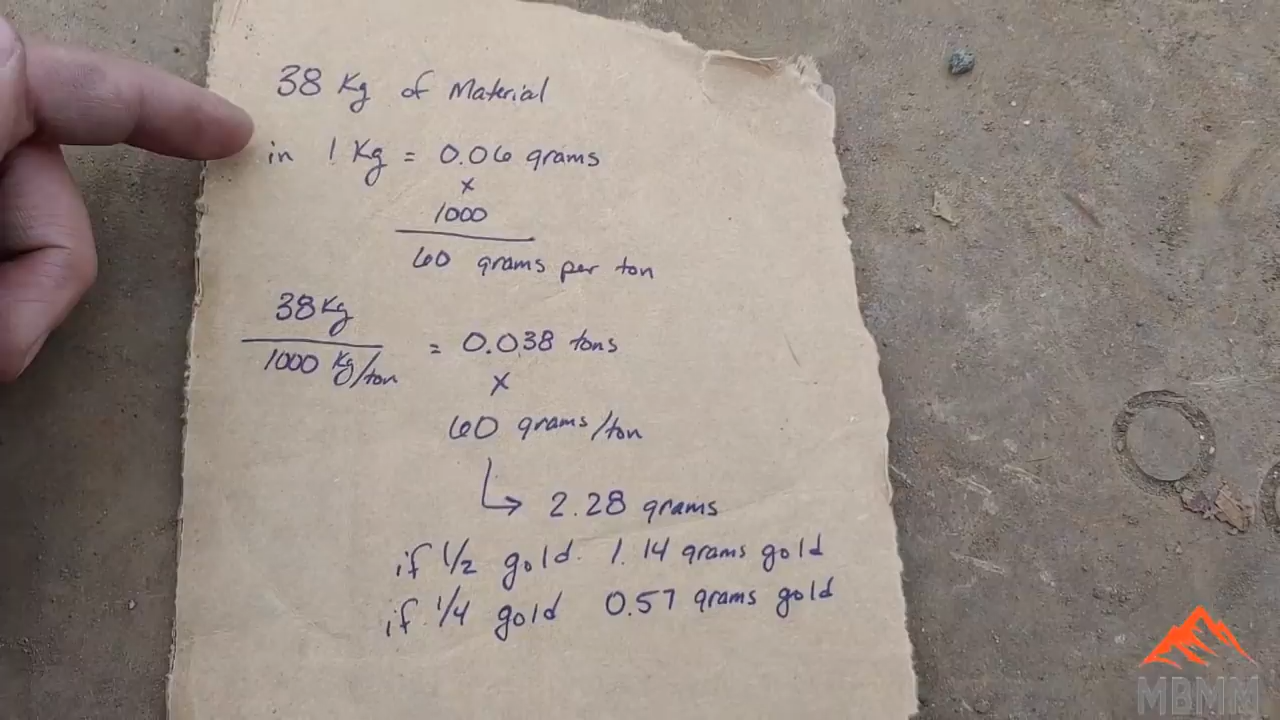 38 Kg of Material
in 1 Kg = 0.06 grams
x
1000
60 grams per ton
38 Kg
1000 Kg/ton
= 0.038 tons
x
60 grams/ton
↳ 2.28 grams
if 1/2 gold. 1.14 grams gold
if 1/4 gold 0.57 grams gold
MBMM